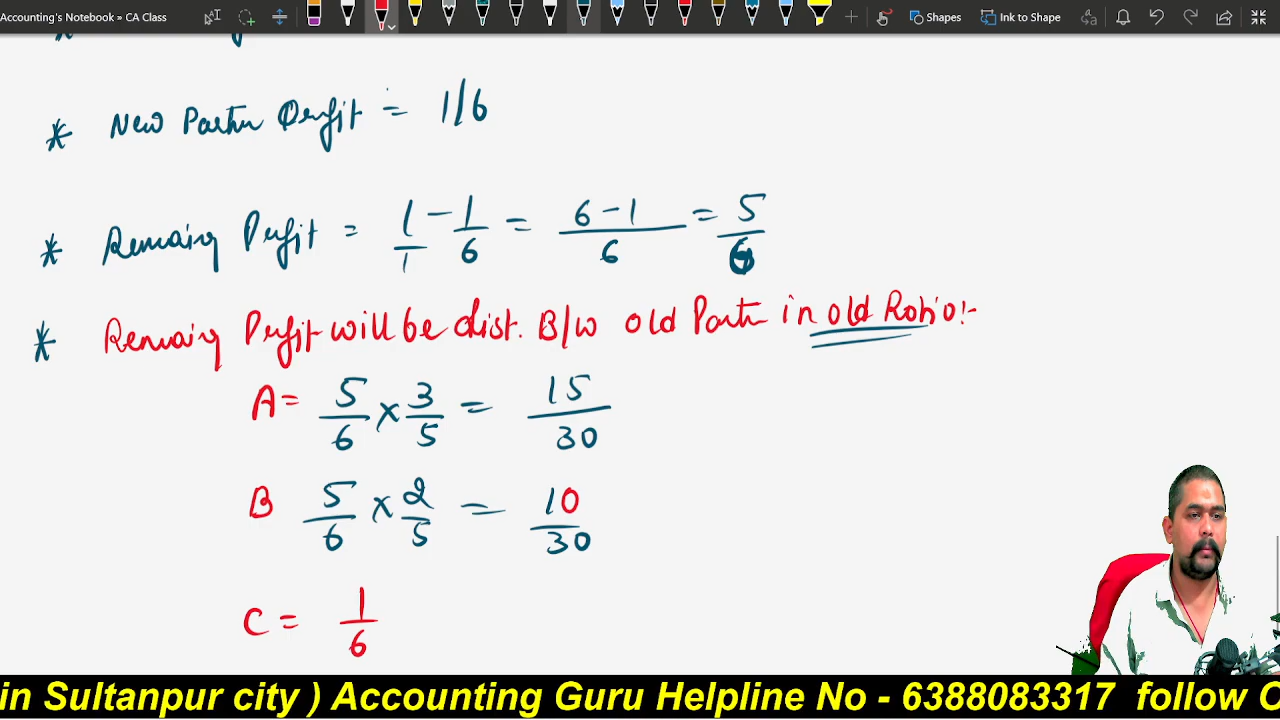 Accounting's Notebook » CA Class
Shapes
Ink to Shape
* New Partn Profit = 1/6
* Remaing Profit = 1/1 - 1/6 = 6-1/6 = 5/6
* Remaing Profit will be dist. B/w old Partn in old Ratio:-
A = 5/6 × 3/5 = 15/30
B 5/6 × 2/5 = 10/30
C = 1/6
in Sultanpur city ) Accounting Guru Helpline No - 6388083317 follow